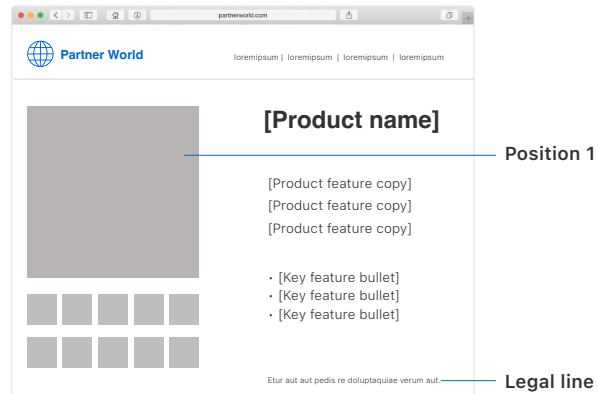 partnerworld.com
Partner World
loremipsum | loremipsum | loremipsum | loremipsum
[Product name]
Position 1
[Product feature copy]
[Product feature copy]
[Product feature copy]
• [Key feature bullet]
• [Key feature bullet]
• [Key feature bullet]
Etur aut aut pedis re doluptaquiae verum aut.
Legal line